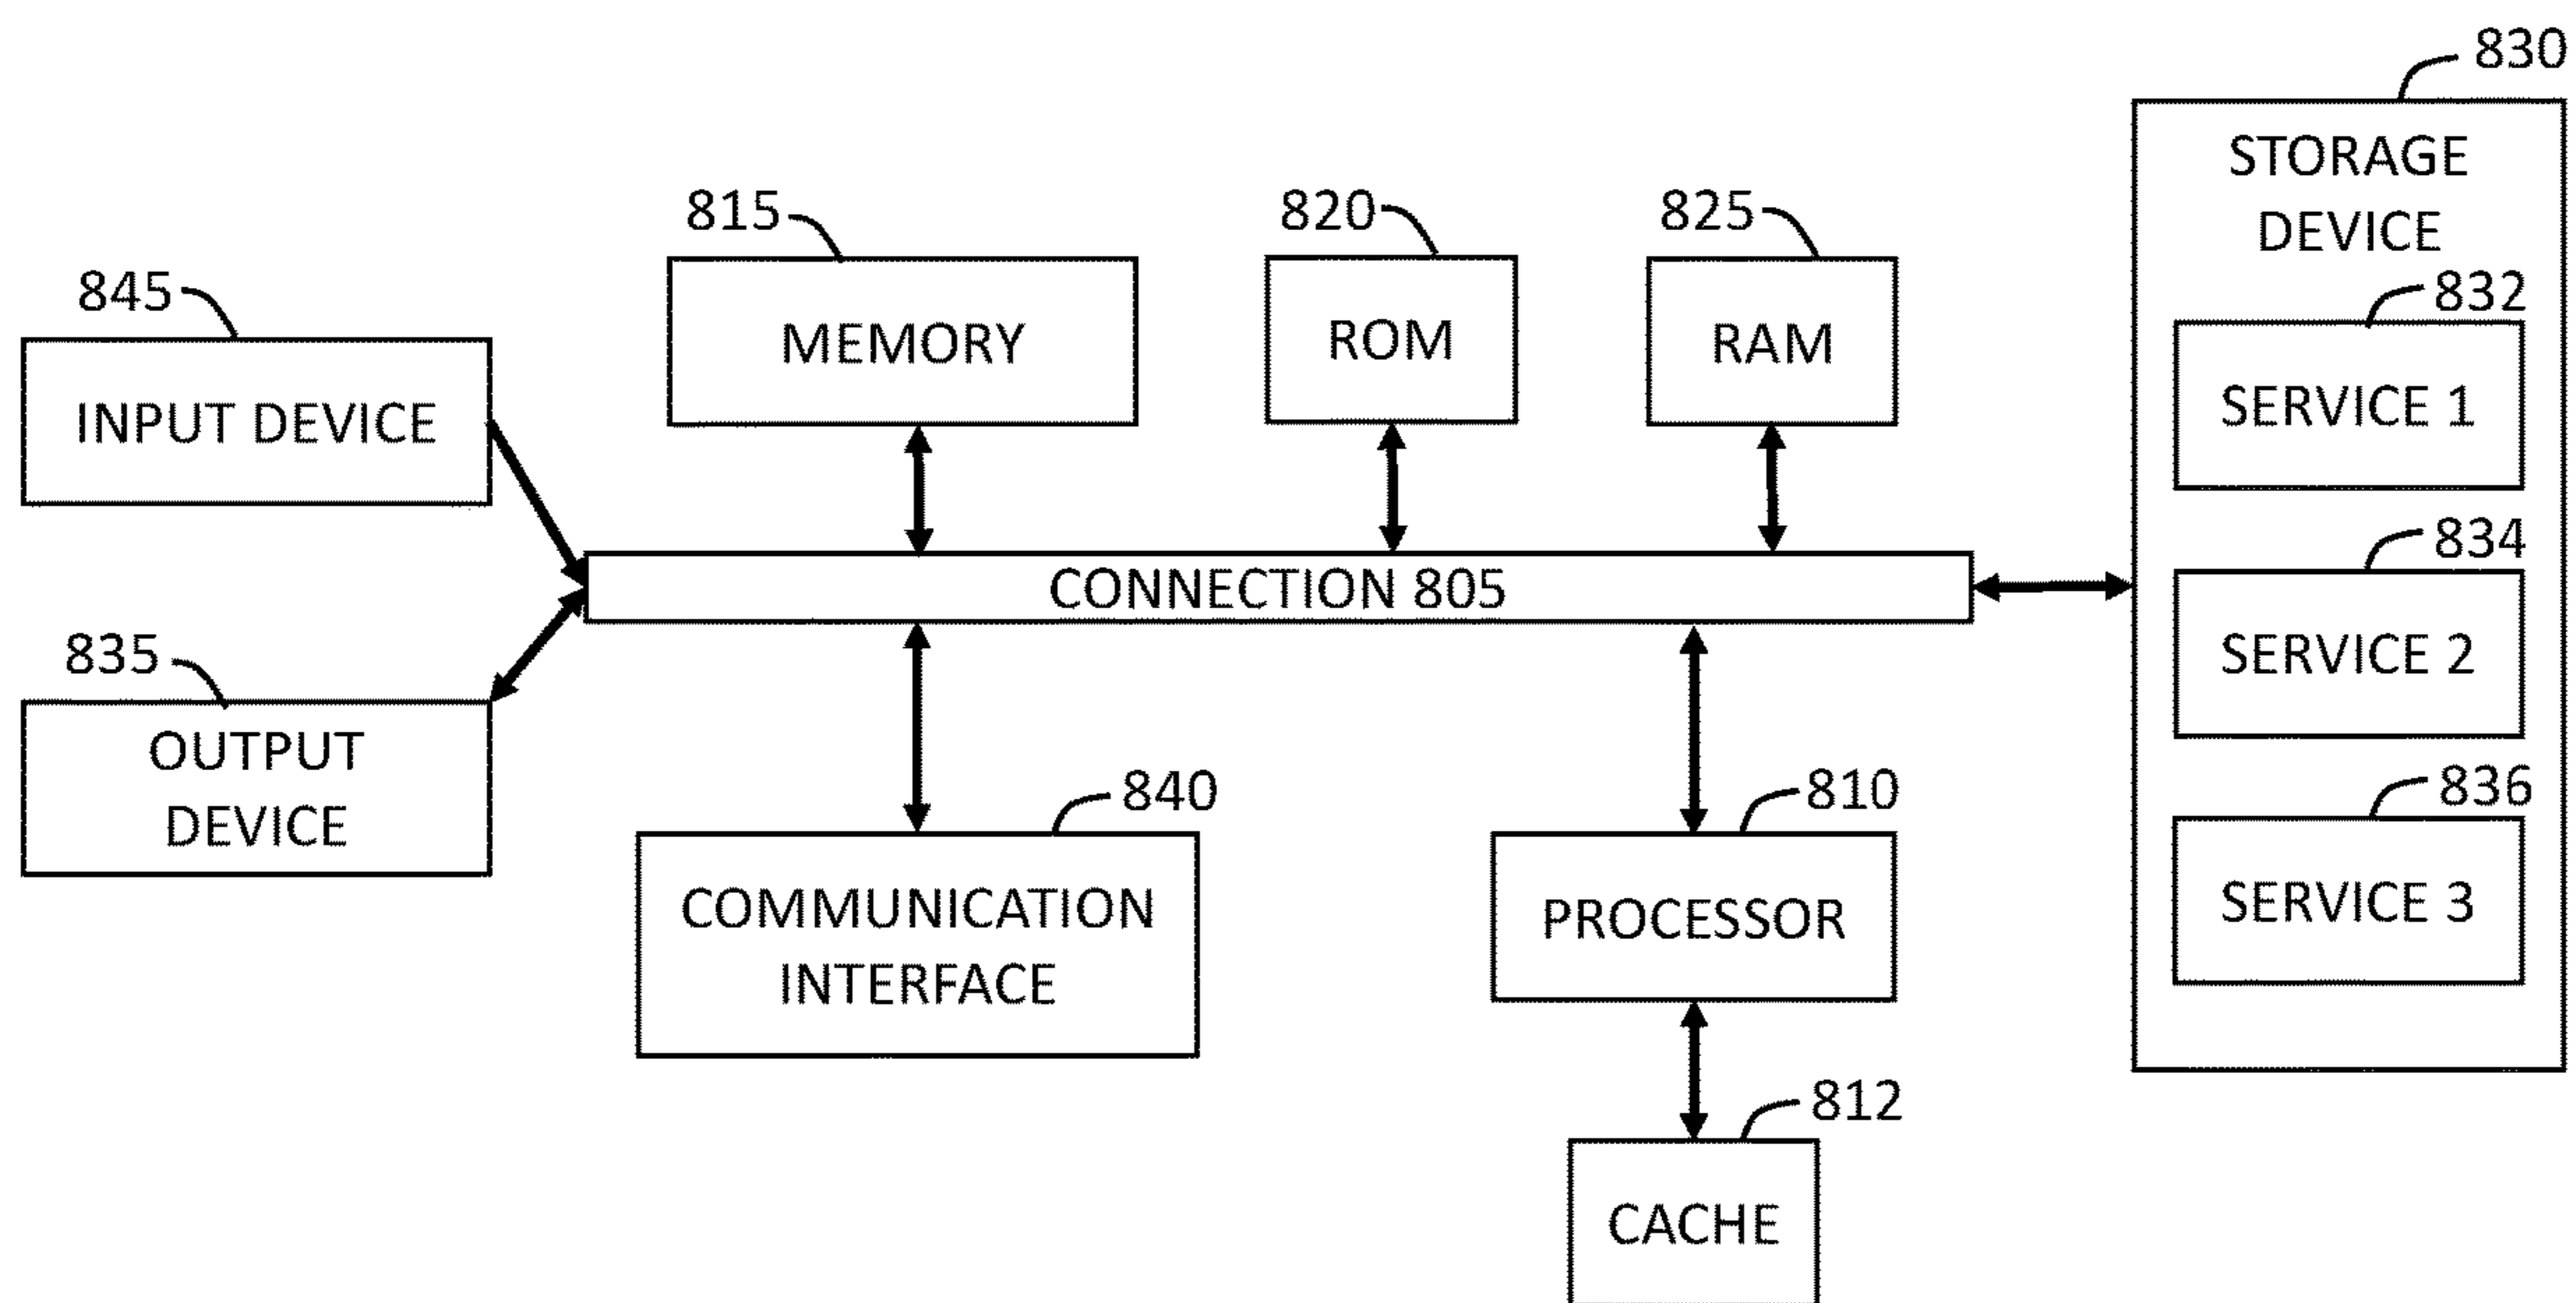 830
STORAGE
DEVICE
815
820
825
845
832
MEMORY
ROM
RAM
INPUT DEVICE
SERVICE 1
834
CONNECTION 805
835
SERVICE 2
OUTPUT
DEVICE
840
810
836
COMMUNICATION
INTERFACE
PROCESSOR
SERVICE 3
812
CACHE